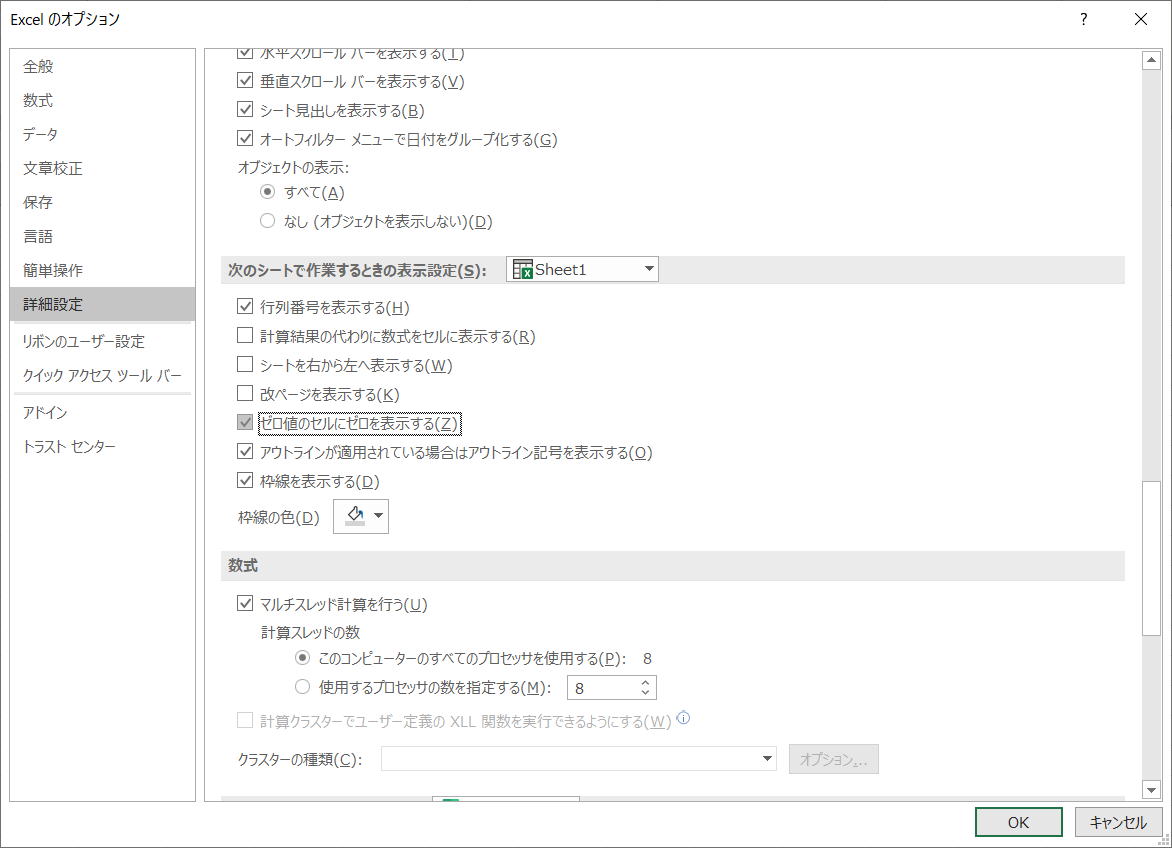 Excel のオプション
?
全般
数式
データ
文章校正
保存
言語
簡単操作
詳細設定
リボンのユーザー設定
クイック アクセス ツール バー
アドイン
トラスト センター
水平スクロール バーを表示する(T)
垂直スクロール バーを表示する(V)
シート見出しを表示する(B)
オートフィルター メニューで日付をグループ化する(G)
オブジェクトの表示:
すべて(A)
なし (オブジェクトを表示しない)(D)
次のシートで作業するときの表示設定(S): Sheet1
行列番号を表示する(H)
計算結果の代わりに数式をセルに表示する(R)
シートを右から左へ表示する(W)
改ページを表示する(K)
ゼロ値のセルにゼロを表示する(Z)
アウトラインが適用されている場合はアウトライン記号を表示する(O)
枠線を表示する(D)
枠線の色(D)
数式
マルチスレッド計算を行う(U)
計算スレッドの数
このコンピューターのすべてのプロセッサを使用する(P): 8
使用するプロセッサの数を指定する(M): 8
計算クラスターでユーザー定義の XLL 関数を実行できるようにする(W)
クラスターの種類(C): オプション...
OK キャンセル